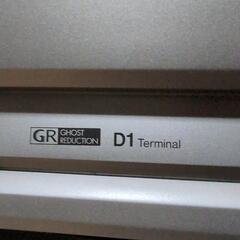 GR GHOST REDUCTION D1 Terminal